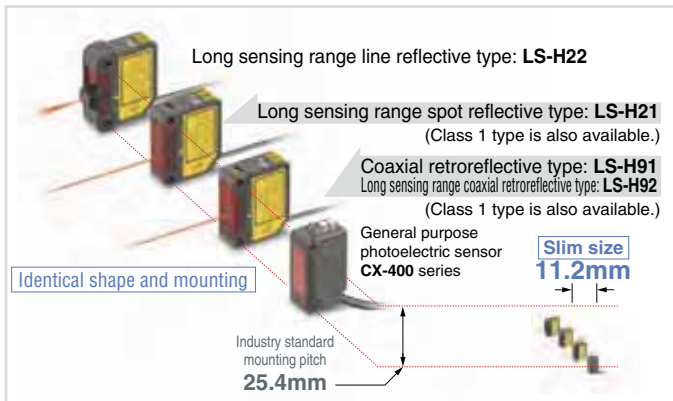 Long sensing range line reflective type: LS-H22
Long sensing range spot reflective type: LS-H21
(Class 1 type is also available.)
Coaxial retroreflective type: LS-H91
Long sensing range coaxial retroreflective type: LS-H92
(Class 1 type is also available.)
General purpose
photoelectric sensor
CX-400 series
Slim size
11.2mm
Identical shape and mounting
Industry standard
mounting pitch
25.4mm